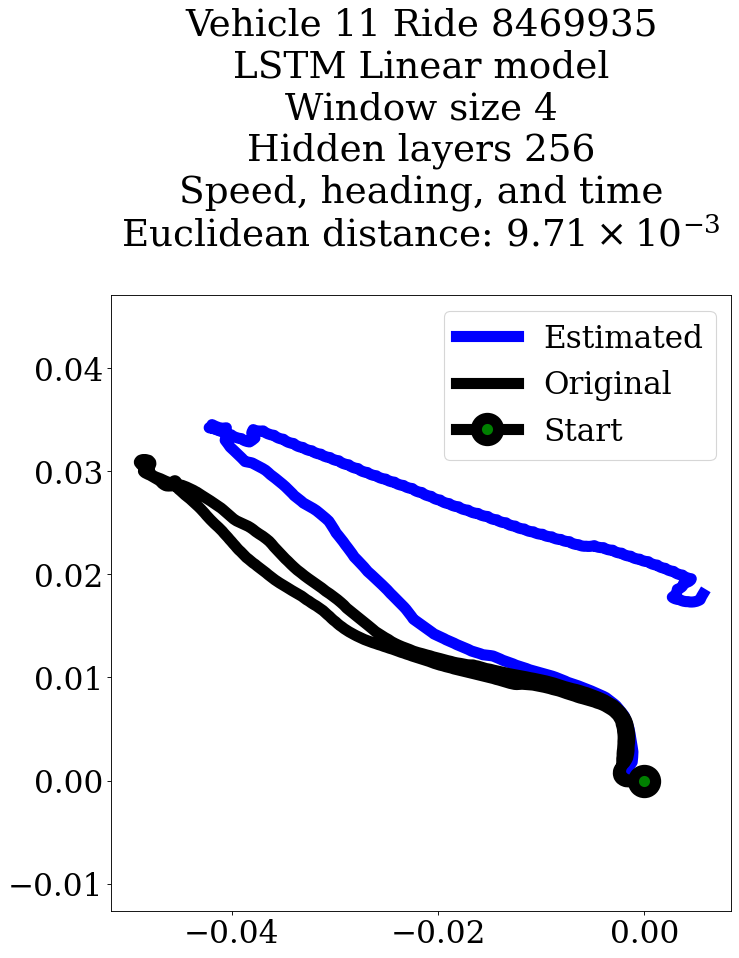 Vehicle 11 Ride 8469935
LSTM Linear model
Window size 4
Hidden layers 256
Speed, heading, and time
Euclidean distance: 9.71 × 10⁻³
Estimated
Original
Start
0.04
0.03
0.02
0.01
0.00
−0.01
−0.04
−0.02
0.00